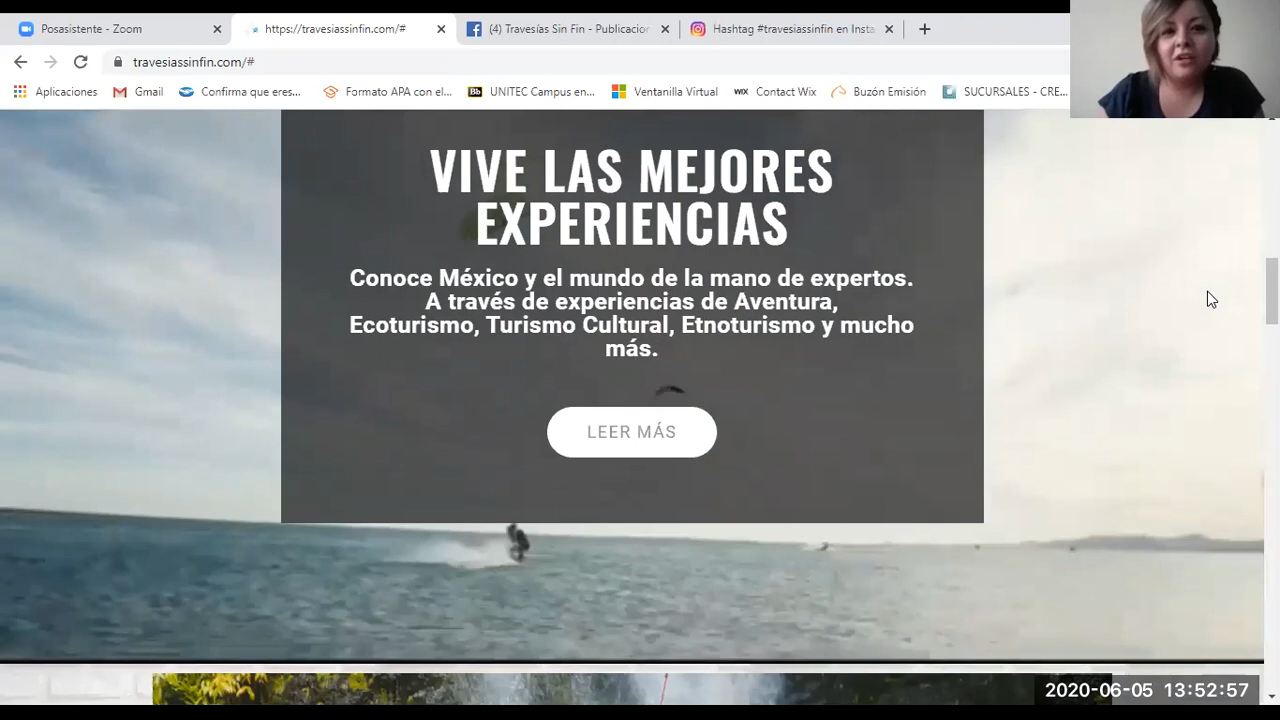 Posasistente - Zoom
https://travesiassinfin.com/#
(4) Travesías Sin Fin - Publicacior
Hashtag #travesiassinfin en Insta
travesiassinfin.com/#
Aplicaciones
Gmail
Confirma que eres...
Formato APA con el...
Bb
UNITEC Campus en...
Ventanilla Virtual
WIX
Contact Wix
Buzón Emisión
SUCURSALES - CRE...
VIVE LAS MEJORES
EXPERIENCIAS
Conoce México y el mundo de la mano de expertos.
A través de experiencias de Aventura,
Ecoturismo, Turismo Cultural, Etnoturismo y mucho
más.
LEER MÁS
2020-06-05 13:52:57